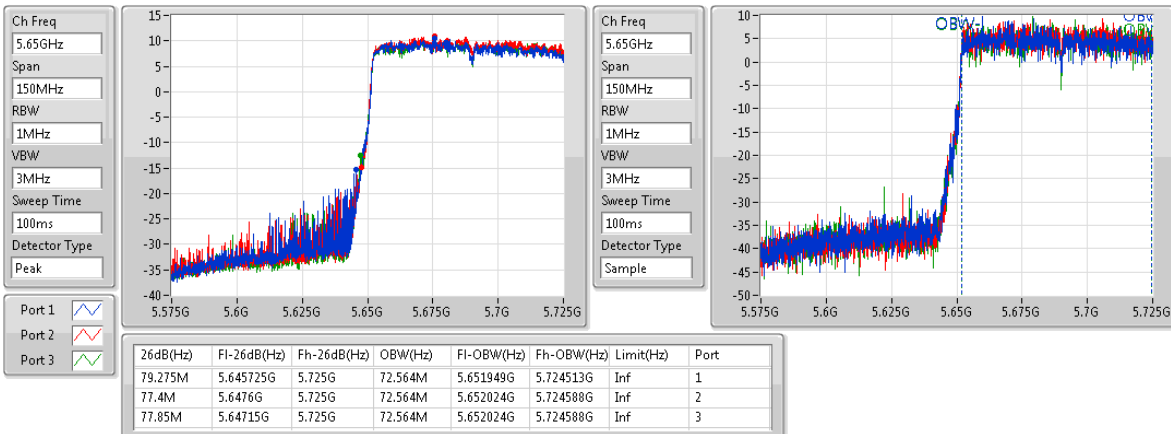 Ch Freq
5.65GHz
Span
150MHz
RBW
1MHz
VBW
3MHz
Sweep Time
100ms
Detector Type
Peak
Port 1
Port 2
Port 3
15
10
5
0
-5
-10
-15
-20
-25
-30
-35
-40
5.575G 5.6G 5.625G 5.65G 5.675G 5.7G 5.725G
Ch Freq
5.65GHz
Span
150MHz
RBW
1MHz
VBW
3MHz
Sweep Time
100ms
Detector Type
Sample
10
5
0
-5
-10
-15
-20
-25
-30
-35
-40
-45
-50
OBW-
5.575G 5.6G 5.625G 5.65G 5.675G 5.7G 5.725G
26dB(Hz) Fl-26dB(Hz) Fh-26dB(Hz) OBW(Hz) Fl-OBW(Hz) Fh-OBW(Hz) Limit(Hz) Port
79.275M 5.645725G 5.725G 72.564M 5.651949G 5.724513G Inf 1
77.4M 5.6476G 5.725G 72.564M 5.652024G 5.724588G Inf 2
77.85M 5.64715G 5.725G 72.564M 5.652024G 5.724588G Inf 3